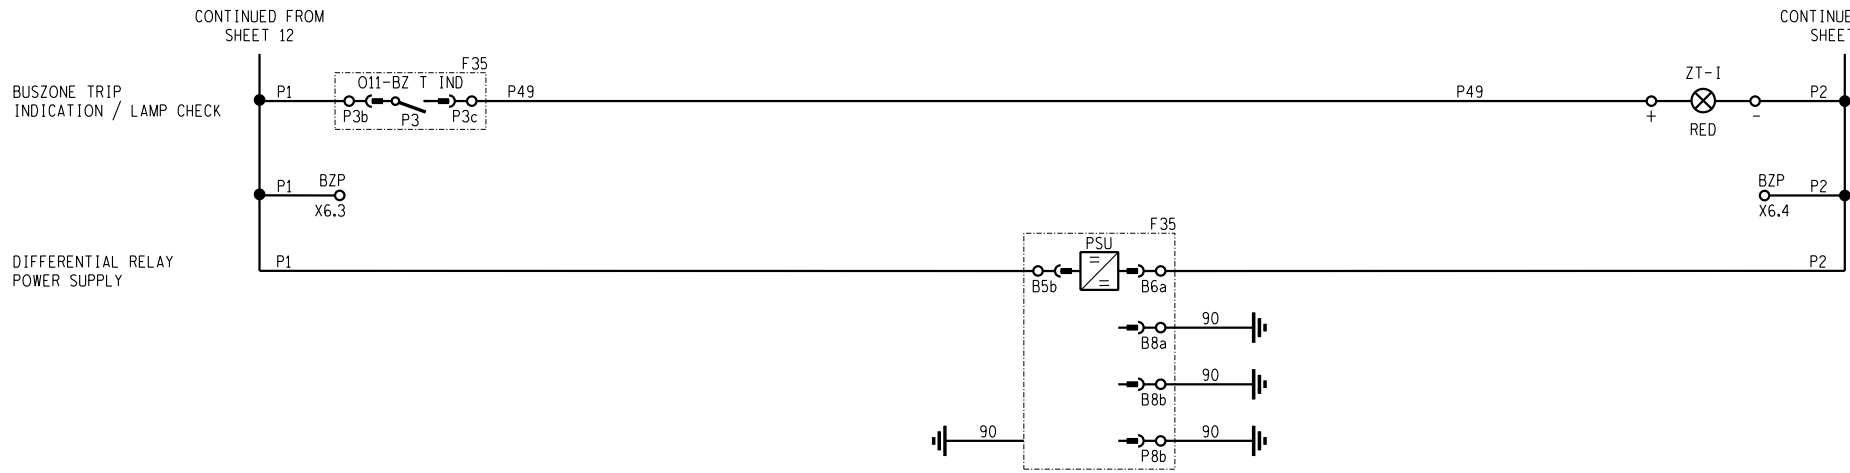 CONTINUED FROM
SHEET 12
CONTINUE
SHEET
BUSZONE TRIP
INDICATION / LAMP CHECK
P1
F35
O11-BZ T IND
P3b
P3
P3c
P49
P49
ZT-I
+
RED
-
P2
P1
BZP
X6.3
BZP
X6.4
P2
DIFFERENTIAL RELAY
POWER SUPPLY
P1
F35
PSU
B5b
B6a
P2
B8a
90
B8b
90
90
P8b
90